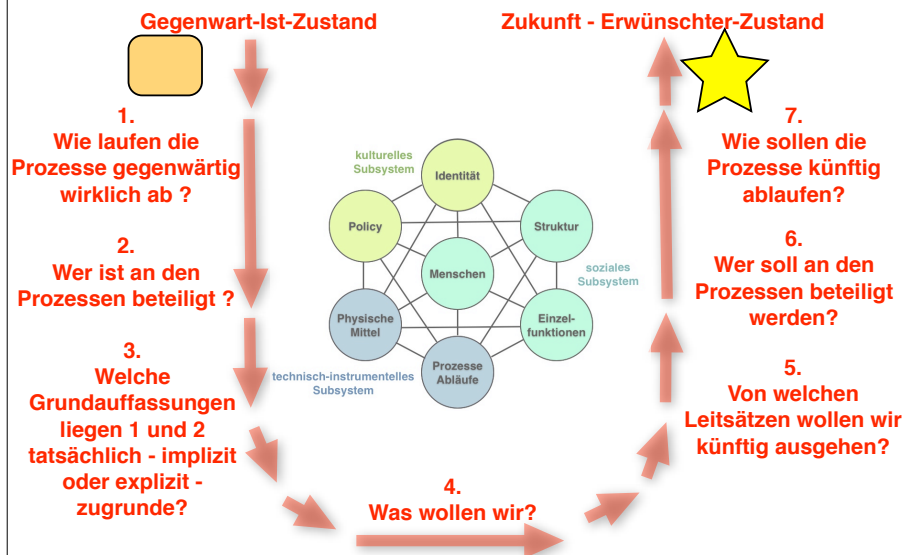 Gegenwart-Ist-Zustand
Zukunft - Erwünschter-Zustand
1.
Wie laufen die
Prozesse gegenwärtig
wirklich ab ?
2.
Wer ist an den
Prozessen beteiligt ?
3.
Welche
Grundauffassungen
liegen 1 und 2
tatsächlich - implizit
oder explizit -
zugrunde?
kulturelles
Subsystem
Identität
Policy
Struktur
Menschen
soziales
Subsystem
Physische
Mittel
Einzel-
funktionen
technisch-instrumentelles
Subsystem
Prozesse
Abläufe
4.
Was wollen wir?
5.
Von welchen
Leitsätzen wollen wir
künftig ausgehen?
6.
Wer soll an den
Prozessen beteiligt
werden?
7.
Wie sollen die
Prozesse künftig
ablaufen?